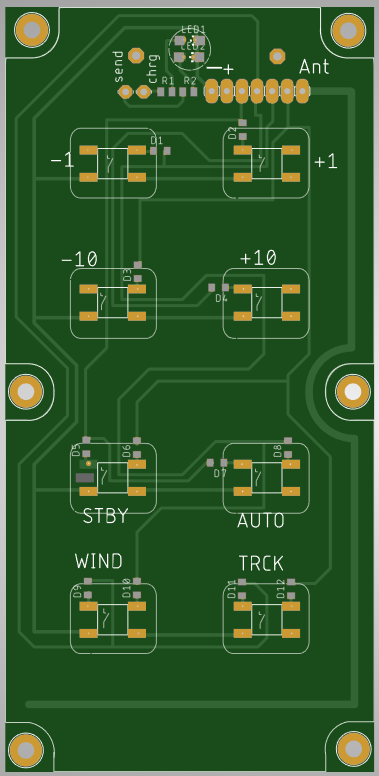 LED1
LED2
send
chrg
R1 R2
−+
Ant
D1
D2
-1
+1
-10
+10
D3
D4
D5
D6
D7
D8
STBY
AUTO
WIND
TRCK
D9
D10
D11
D12